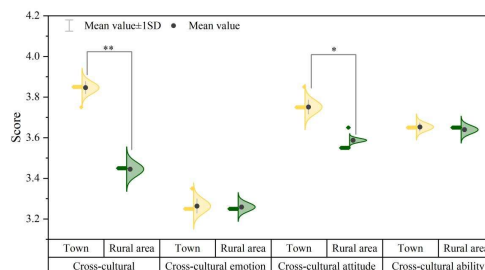 Mean value±1SD ● Mean value
**
*
4.2
4.0
3.8
3.6
3.4
3.2
Score
Town Rural area Town Rural area Town Rural area Town Rural area
Cross-cultural Cross-cultural emotion Cross-cultural attitude Cross-cultural ability